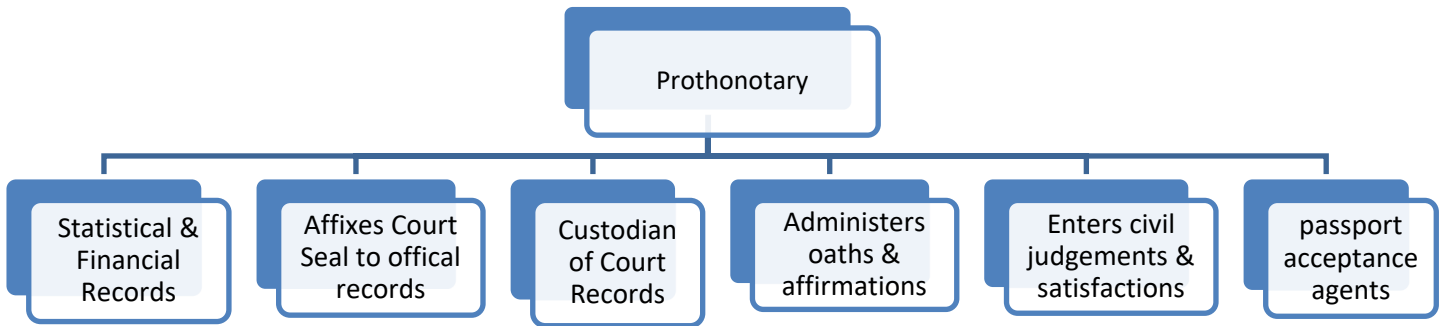 Prothonotary
Statistical &
Financial
Records
Affixes Court
Seal to offical
records
Custodian
of Court
Records
Administers
oaths &
affirmations
Enters civil
judgements &
satisfactions
passport
acceptance
agents